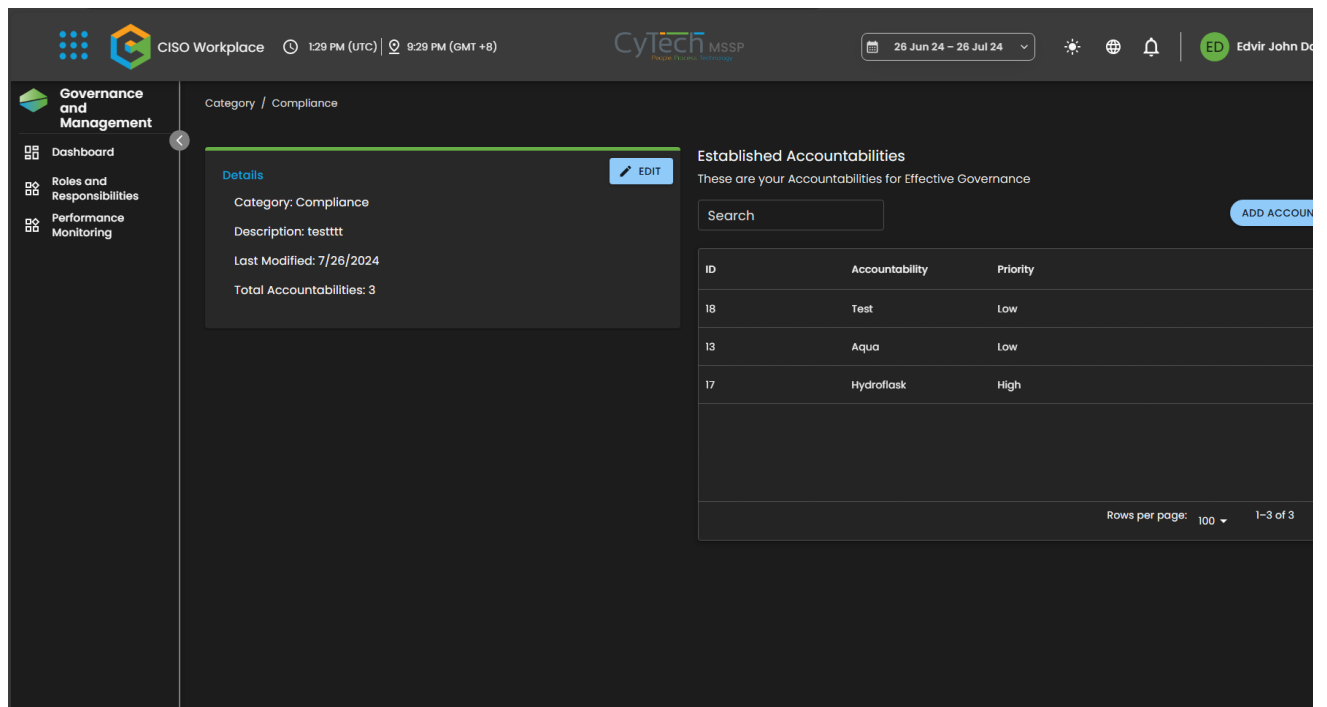 CISO Workplace 1:29 PM (UTC) 9:29 PM (GMT +8)
CyTech MSSP
People Process Technology
26 Jun 24 – 26 Jul 24
ED Edvir John
Governance
and
Management
Dashboard
Roles and
Responsibilities
Performance
Monitoring
Category / Compliance
Details
EDIT
Category: Compliance
Description: testttt
Last Modified: 7/26/2024
Total Accountabilities: 3
Established Accountabilities
These are your Accountabilities for Effective Governance
Search
ADD ACCOUN
ID Accountability Priority
18 Test Low
13 Aqua Low
17 Hydroflask High
Rows per page: 100 1–3 of 3